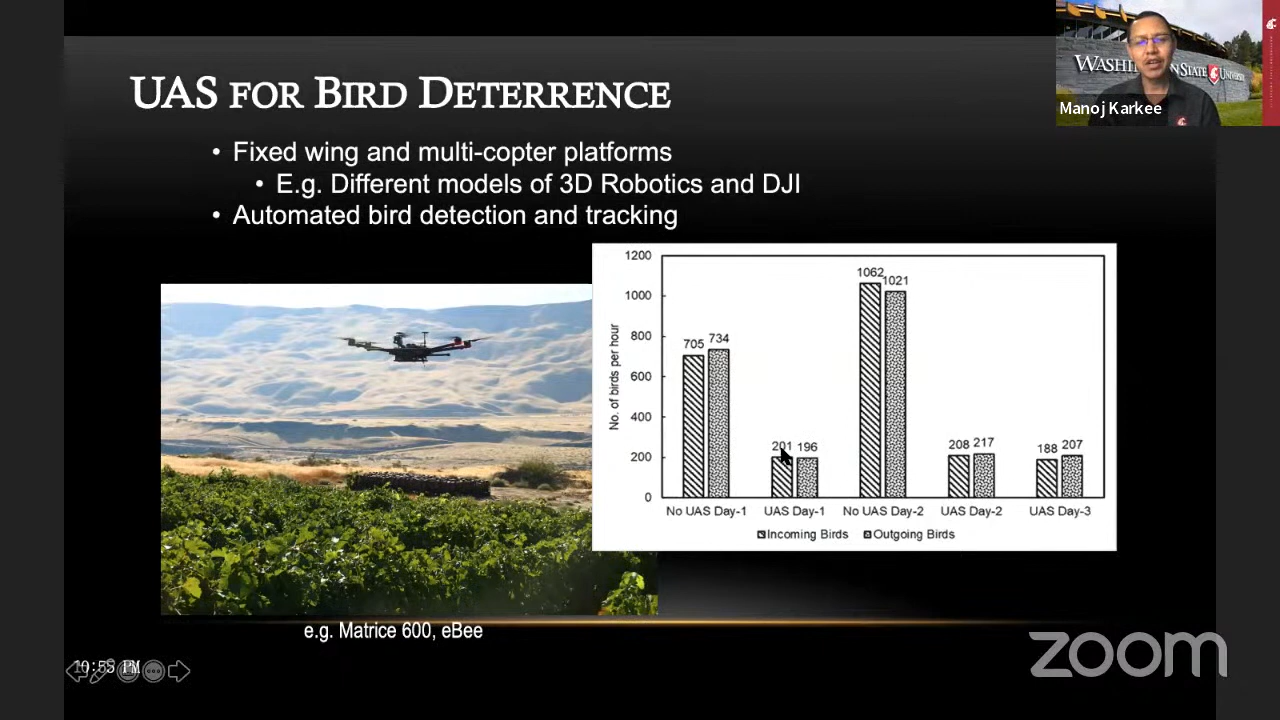 UAS FOR BIRD DETERRENCE
• Fixed wing and multi-copter platforms
• E.g. Different models of 3D Robotics and DJI
• Automated bird detection and tracking
WASHINGTON STATE UNIVERSITY
Manoj Karkee
No. of birds per hour
1200
1000
800
600
400
200
0
705 734
201 196
1062 1021
208 217
188 207
No UAS Day-1 UAS Day-1 No UAS Day-2 UAS Day-2 UAS Day-3
Incoming Birds Outgoing Birds
e.g. Matrice 600, eBee
10:55 PM
zoom